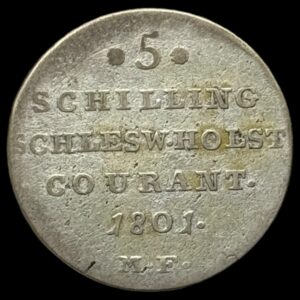 • 5 •
SCHILLING
SCHLESW.HOLST
COURANT.
1801.
M.F.